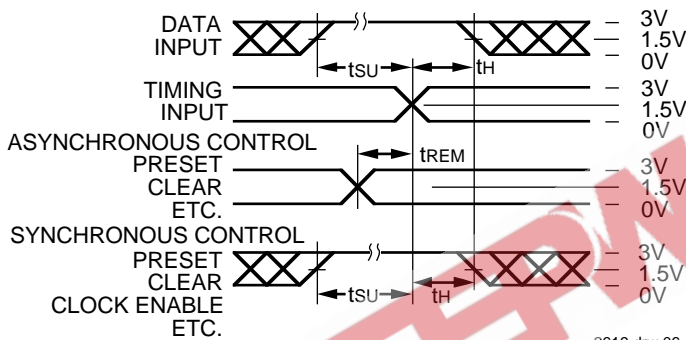 DATA INPUT
3V
1.5V
0V
tSU
tH
TIMING INPUT
3V
1.5V
0V
ASYNCHRONOUS CONTROL
PRESET
CLEAR
ETC.
tREM
3V
1.5V
0V
SYNCHRONOUS CONTROL
PRESET
CLEAR
CLOCK ENABLE
ETC.
tSU
tH
3V
1.5V
0V